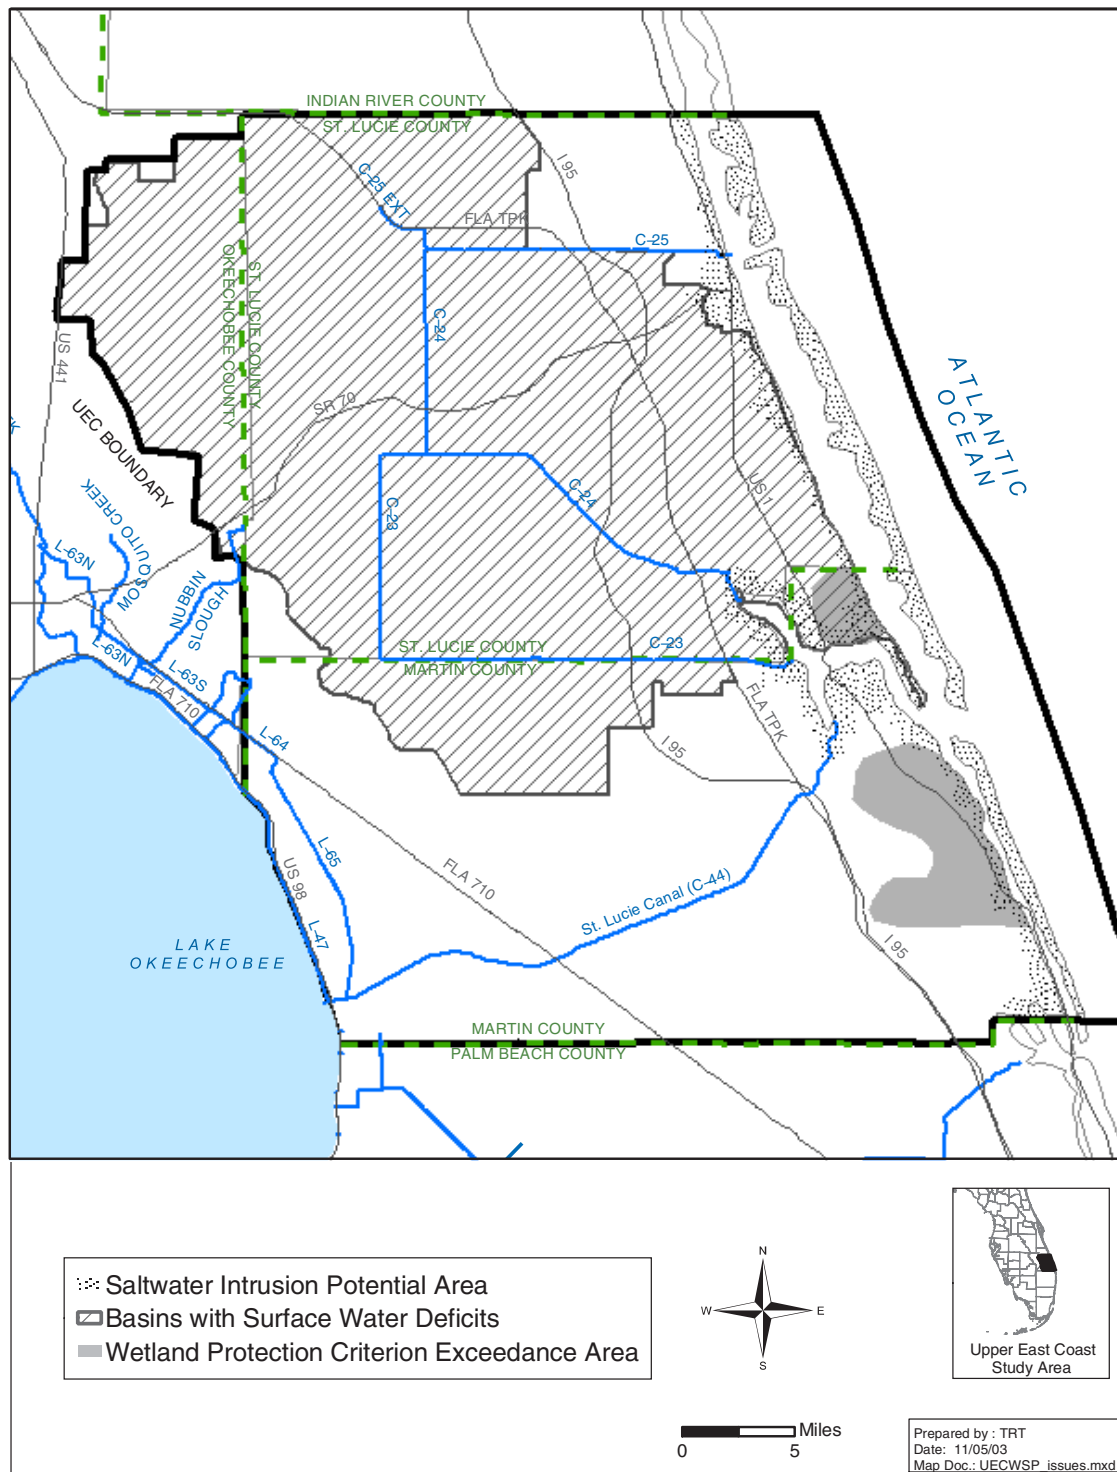 INDIAN RIVER COUNTY
ST. LUCIE COUNTY
I 95
C-25 EXT
FLA TPK
C-25
ST. LUCIE COUNTY
OKEECHOBEE COUNTY
C-24
US 441
ATLANTIC
OCEAN
SR 70
UEC BOUNDARY
US 1
C-24
C-23
MOSQUITO CREEK
L-63N
NUBBIN
SLOUGH
L-63N
L-63S
FLA 710
ST. LUCIE COUNTY
C-23
MARTIN COUNTY
FLA TPK
I 95
L-64
L-65
US 98
FLA 710
St. Lucie Canal (C-44)
L-47
I 95
LAKE
OKEECHOBEE
MARTIN COUNTY
PALM BEACH COUNTY
Saltwater Intrusion Potential Area
Basins with Surface Water Deficits
Wetland Protection Criterion Exceedance Area
N
W
E
S
Upper East Coast
Study Area
Miles
0
5
Prepared by : TRT
Date: 11/05/03
Map Doc.: UECWSP_issues.mxd